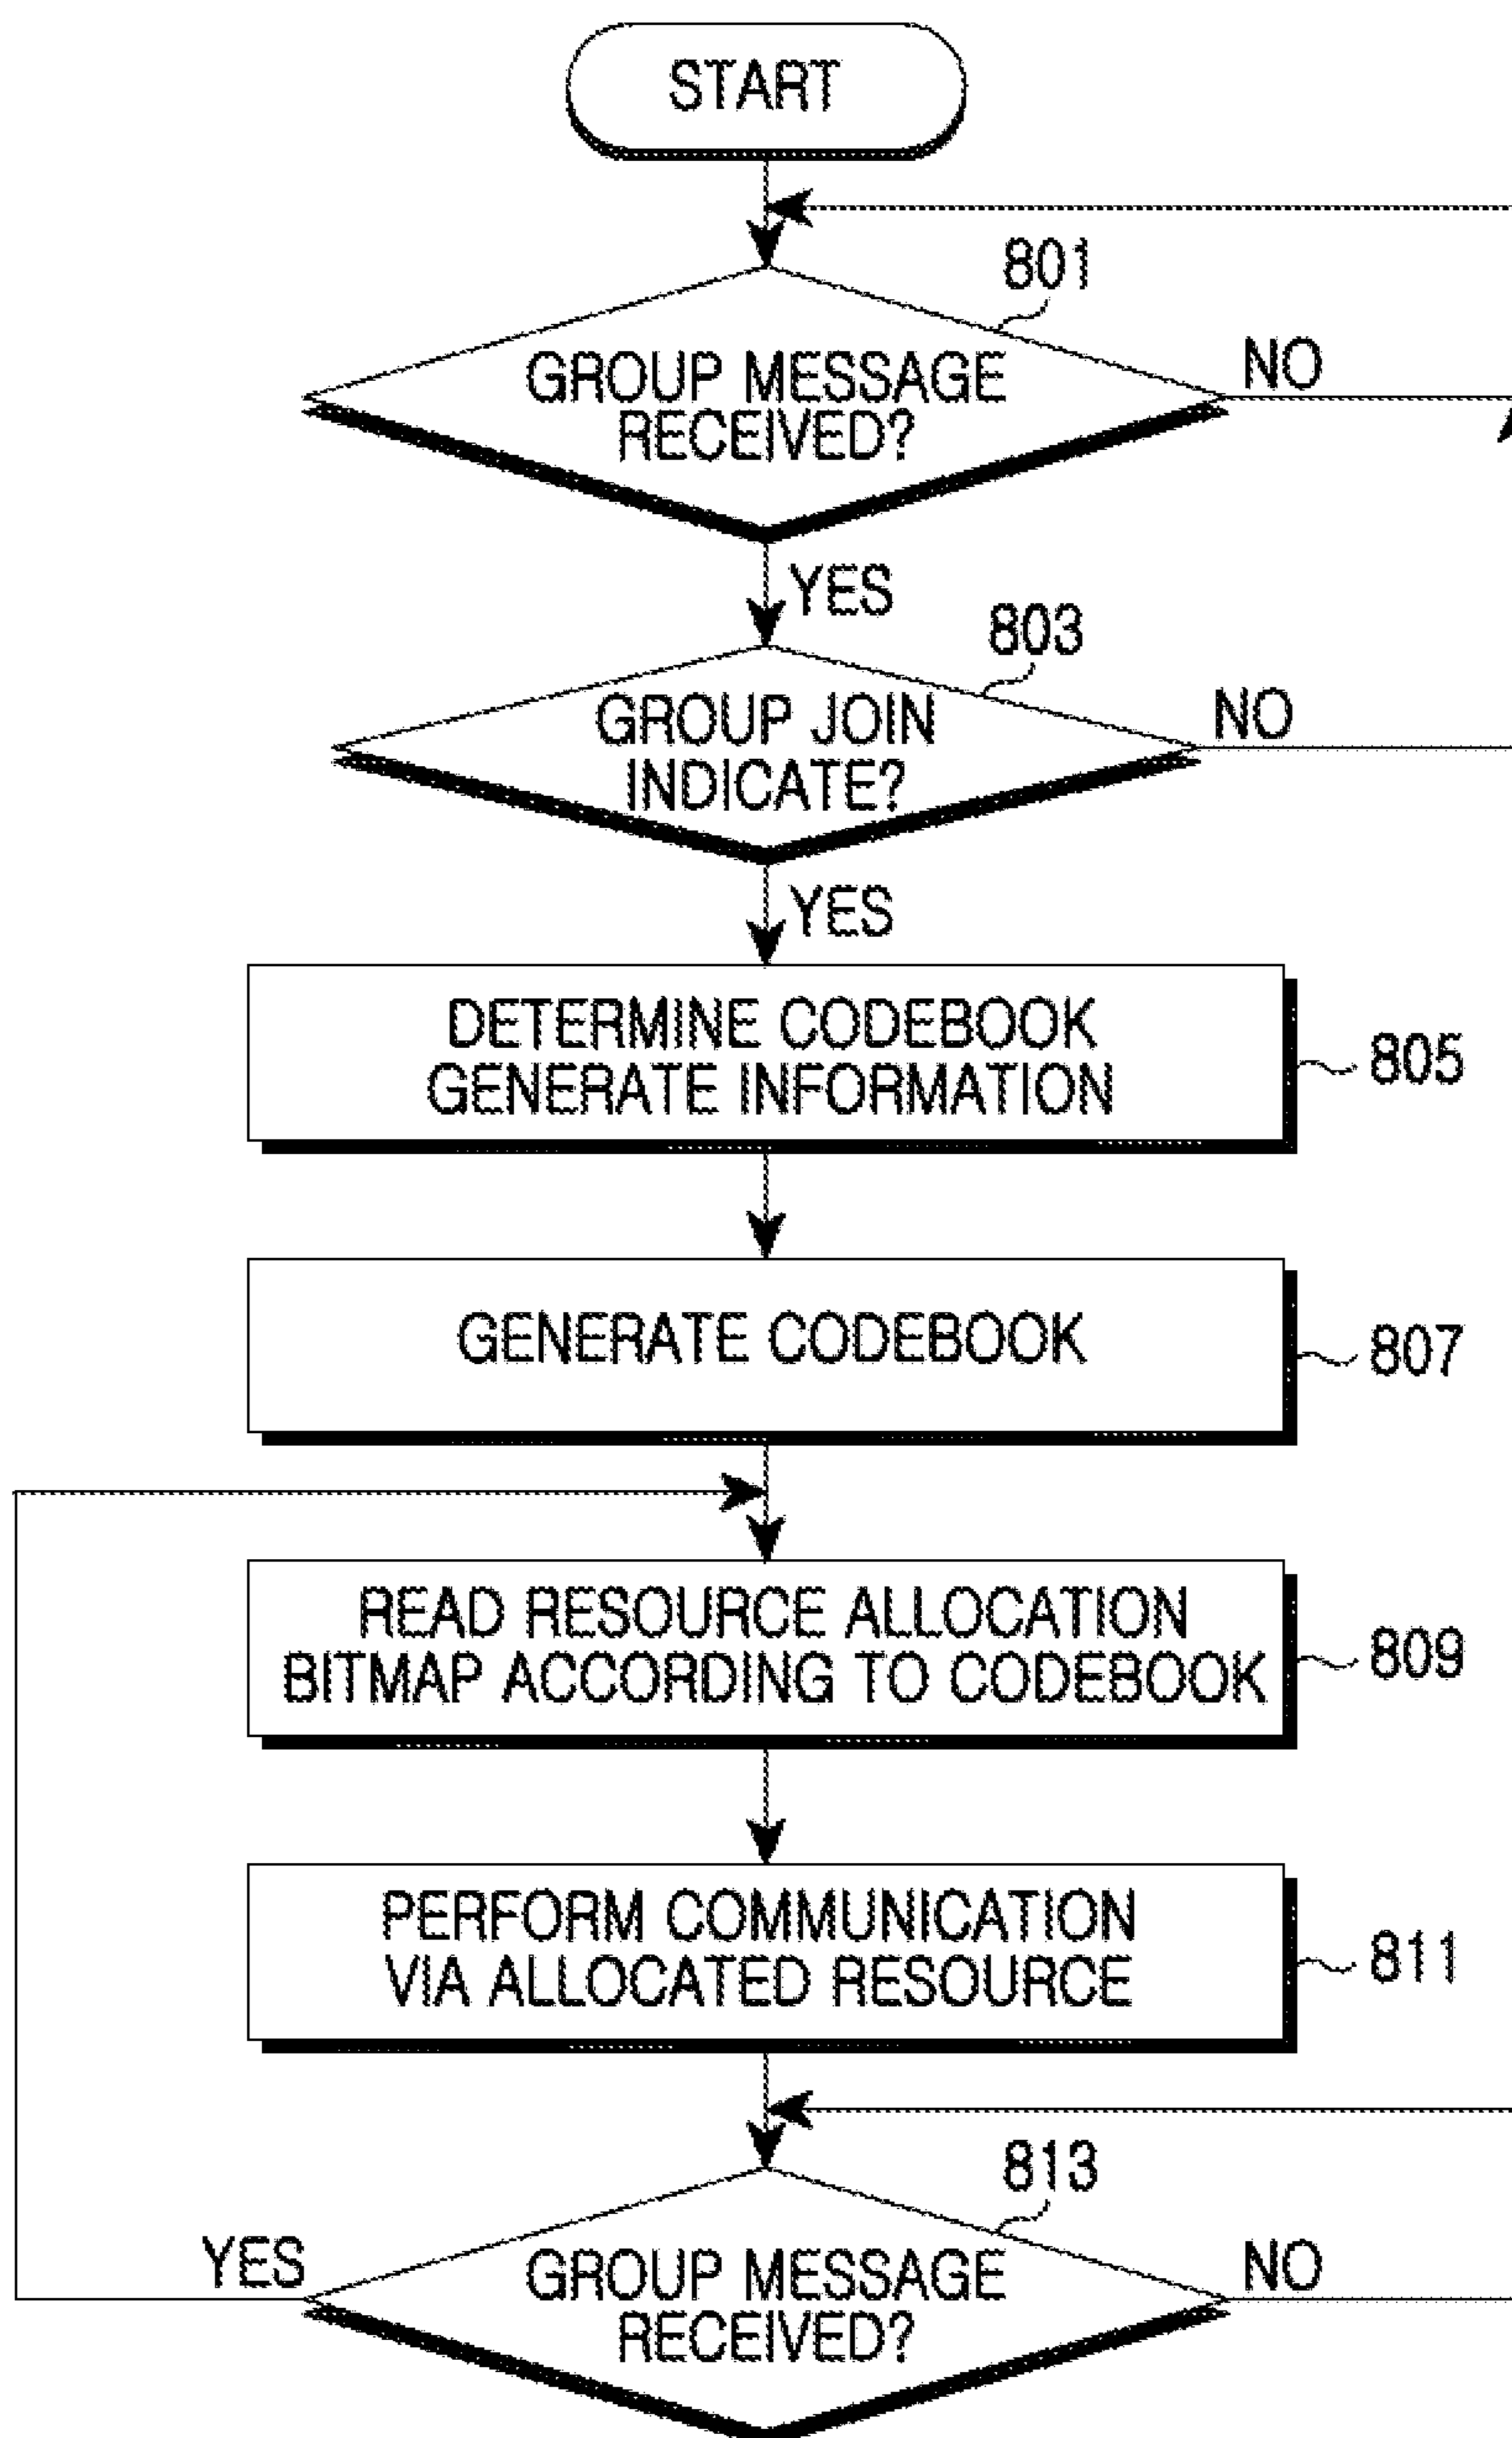 START
801
GROUP MESSAGE
RECEIVED?
NO
YES
803
GROUP JOIN
INDICATE?
NO
YES
DETERMINE CODEBOOK
GENERATE INFORMATION
805
GENERATE CODEBOOK
807
READ RESOURCE ALLOCATION
BITMAP ACCORDING TO CODEBOOK
809
PERFORM COMMUNICATION
VIA ALLOCATED RESOURCE
811
813
YES
GROUP MESSAGE
RECEIVED?
NO